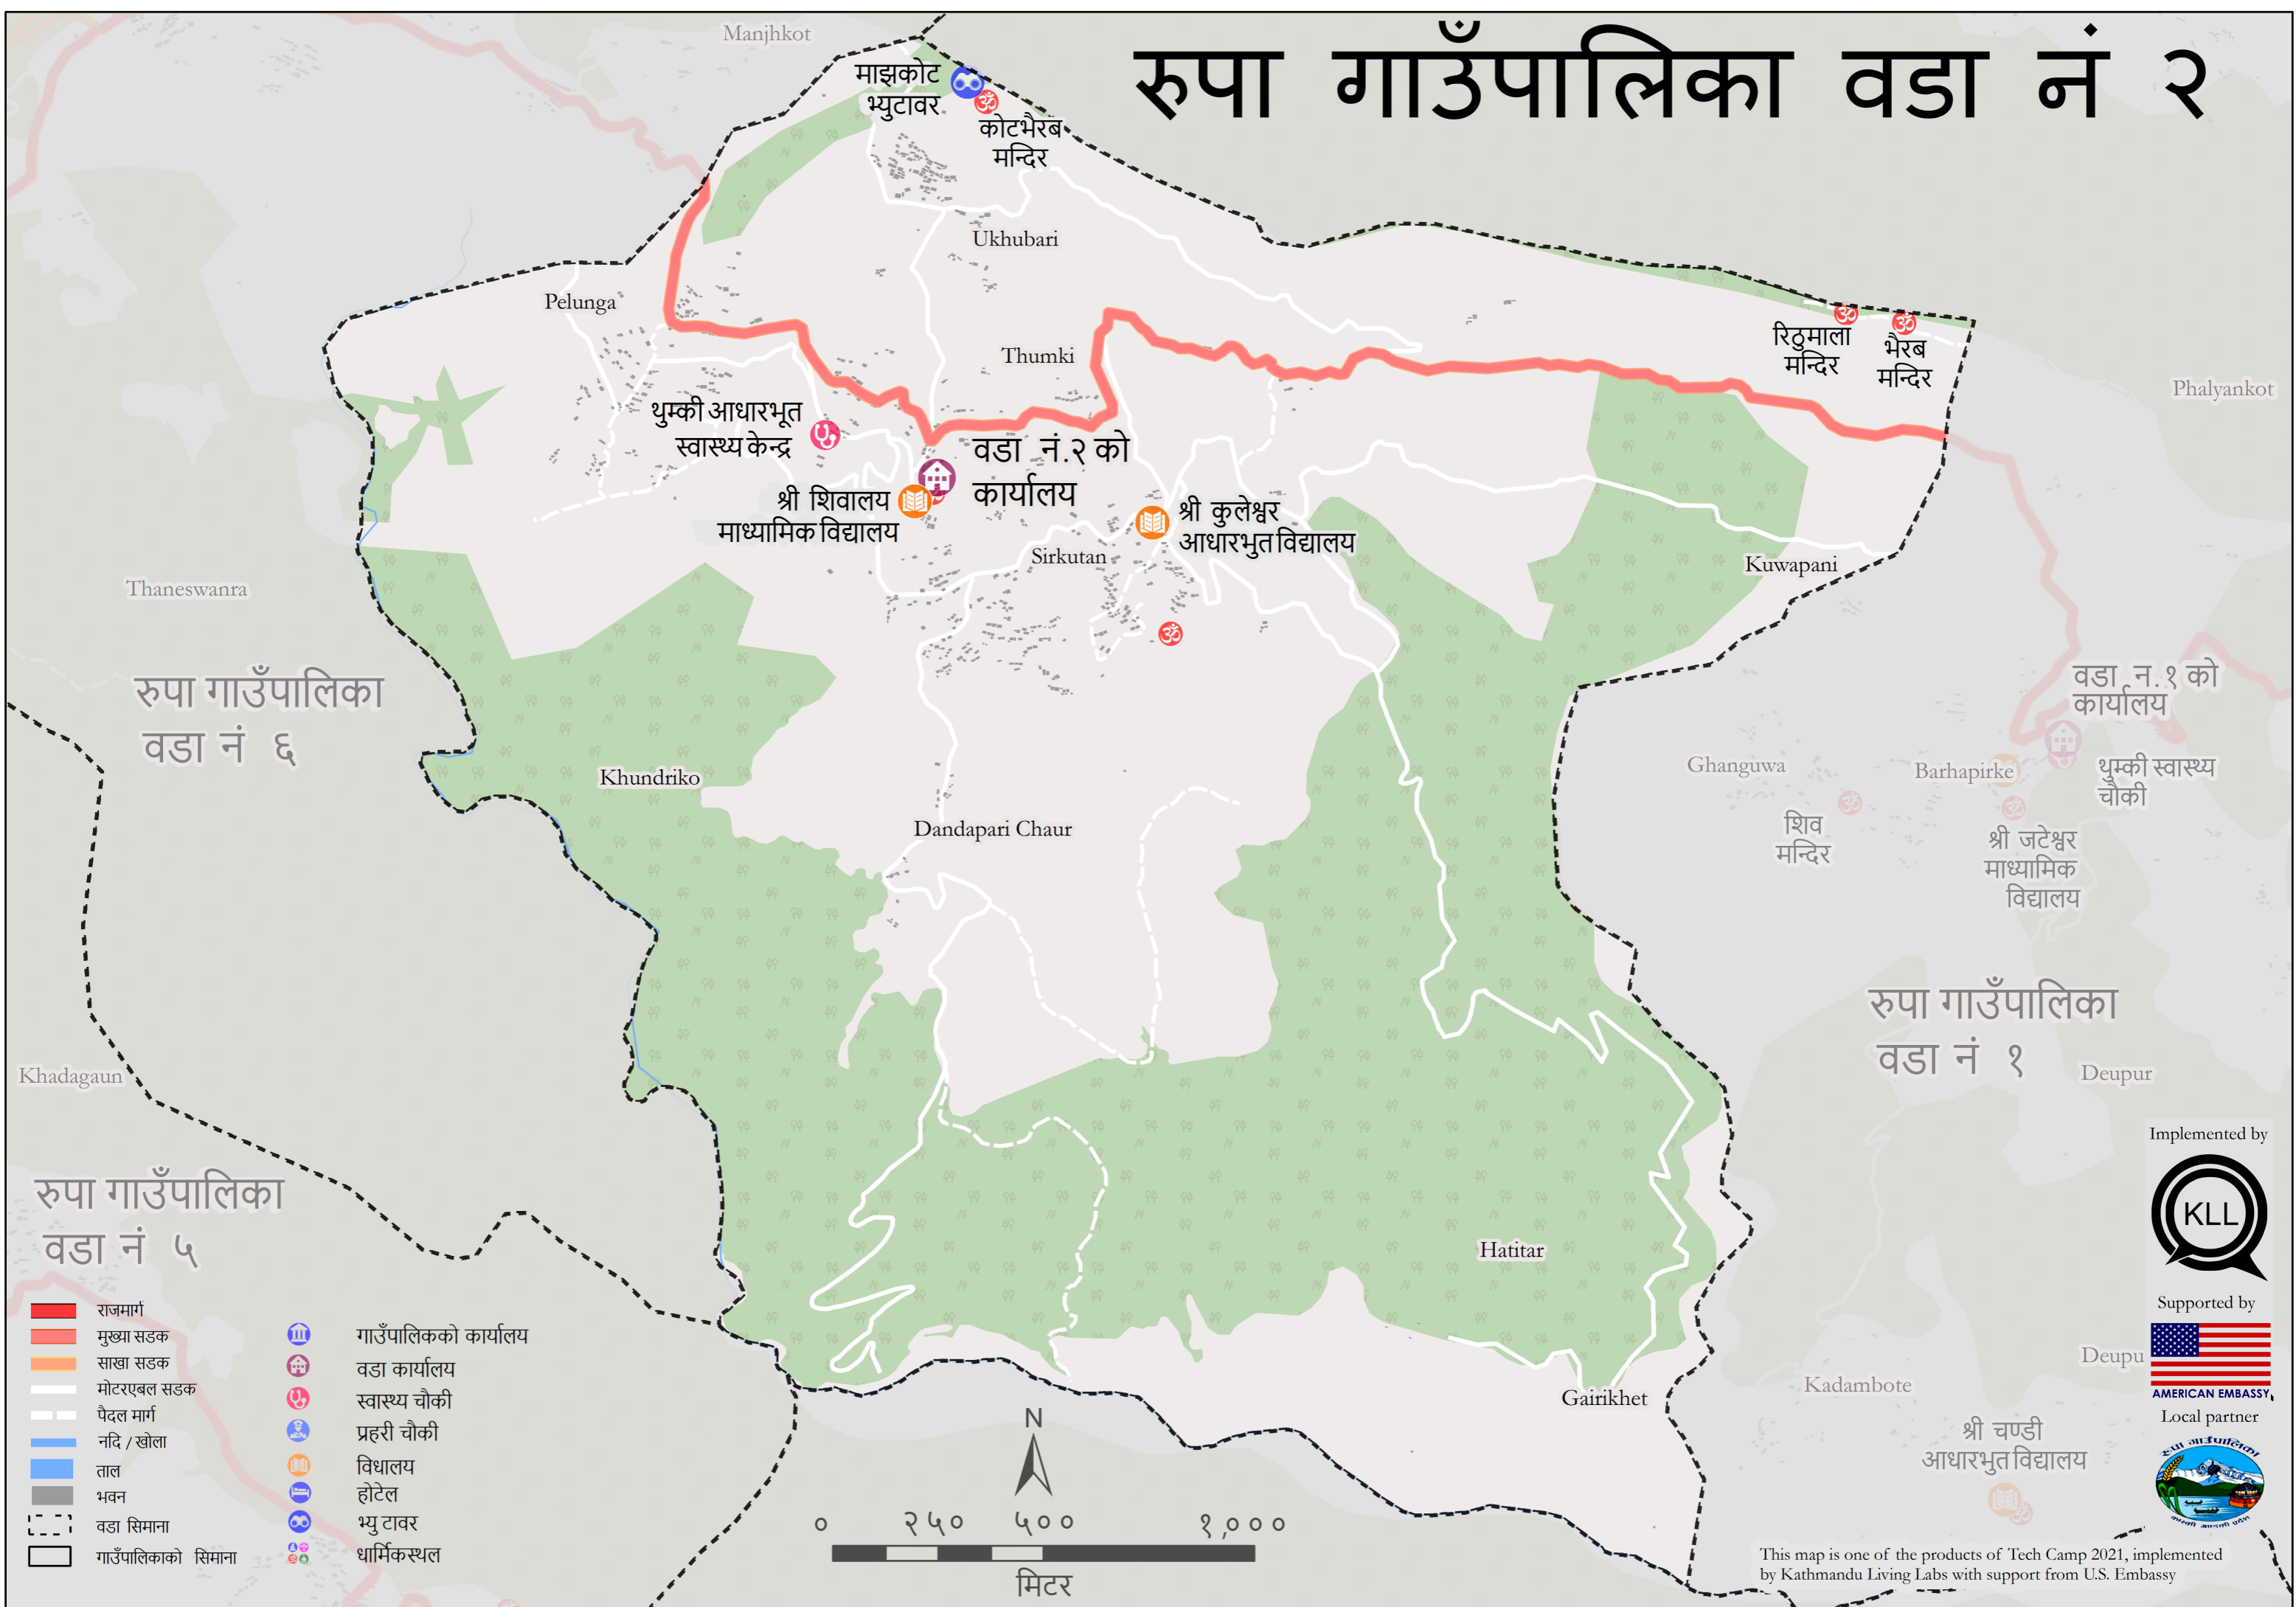 रुपा गाउँपालिका वडा नं २
Manjhkot
माझकोट
भ्युटावर
कोटभैरब
मन्दिर
Ukhubari
Pelunga
Thumki
रिठुमाला
मन्दिर
भैरब
मन्दिर
Phalyankot
थुम्की आधारभूत
स्वास्थ्य केन्द्र
वडा नं.२ को
कार्यालय
श्री शिवालय
माध्यामिक विद्यालय
श्री कुलेश्वर
आधारभुत विद्यालय
Sirkutan
Kuwapani
Thaneswanra
रुपा गाउँपालिका
वडा नं ६
वडा न.१ को
कार्यालय
Ghanguwa
Barhapirke
थुम्की स्वास्थ्य
चौकी
Khundriko
Dandapari Chaur
शिव
मन्दिर
श्री जटेश्वर
माध्यामिक
विद्यालय
रुपा गाउँपालिका
वडा नं १
Khadagaun
Deupur
रुपा गाउँपालिका
वडा नं ५
Hatitar
Gairikhet
Deupu
Kadambote
श्री चण्डी
आधारभुत विद्यालय
Implemented by
KLL
Supported by
AMERICAN EMBASSY
Local partner
रुपा गाउँपालिका
कास्की गण्डकी प्रदेश
राजमार्ग
मुख्या सडक
साखा सडक
मोटरएबल सडक
पैदल मार्ग
नदि / खोला
ताल
भवन
वडा सिमाना
गाउँपालिकाको सिमाना
गाउँपालिकको कार्यालय
वडा कार्यालय
स्वास्थ्य चौकी
प्रहरी चौकी
विधालय
होटेल
भ्यु टावर
धार्मिकस्थल
N
० २५० ५०० १,०००
मिटर
This map is one of the products of Tech Camp 2021, implemented
by Kathmandu Living Labs with support from U.S. Embassy